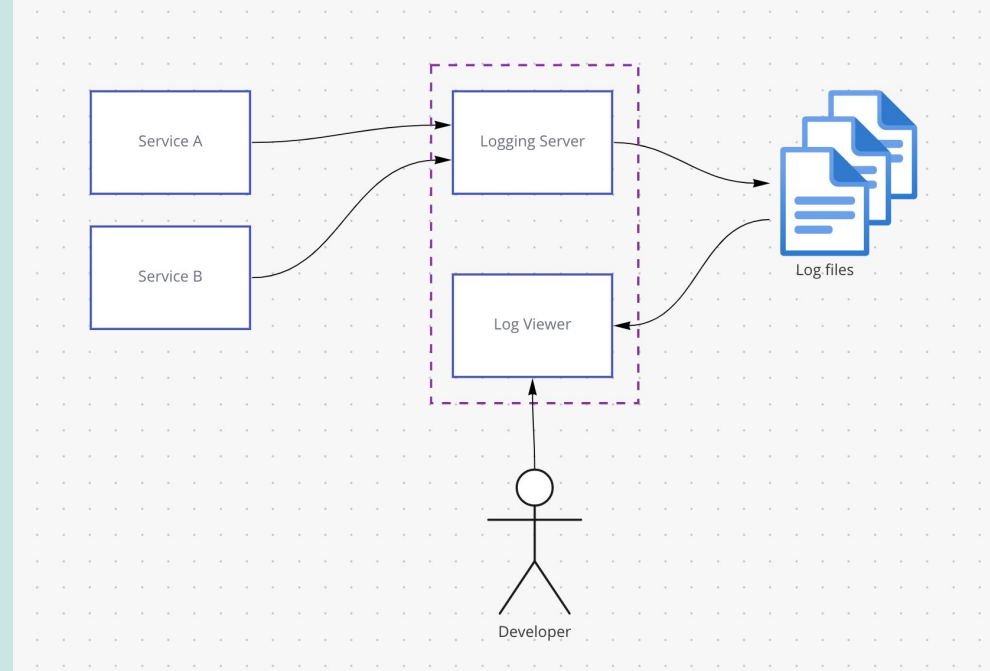 Service A
Logging Server
Service B
Log files
Log Viewer
Developer